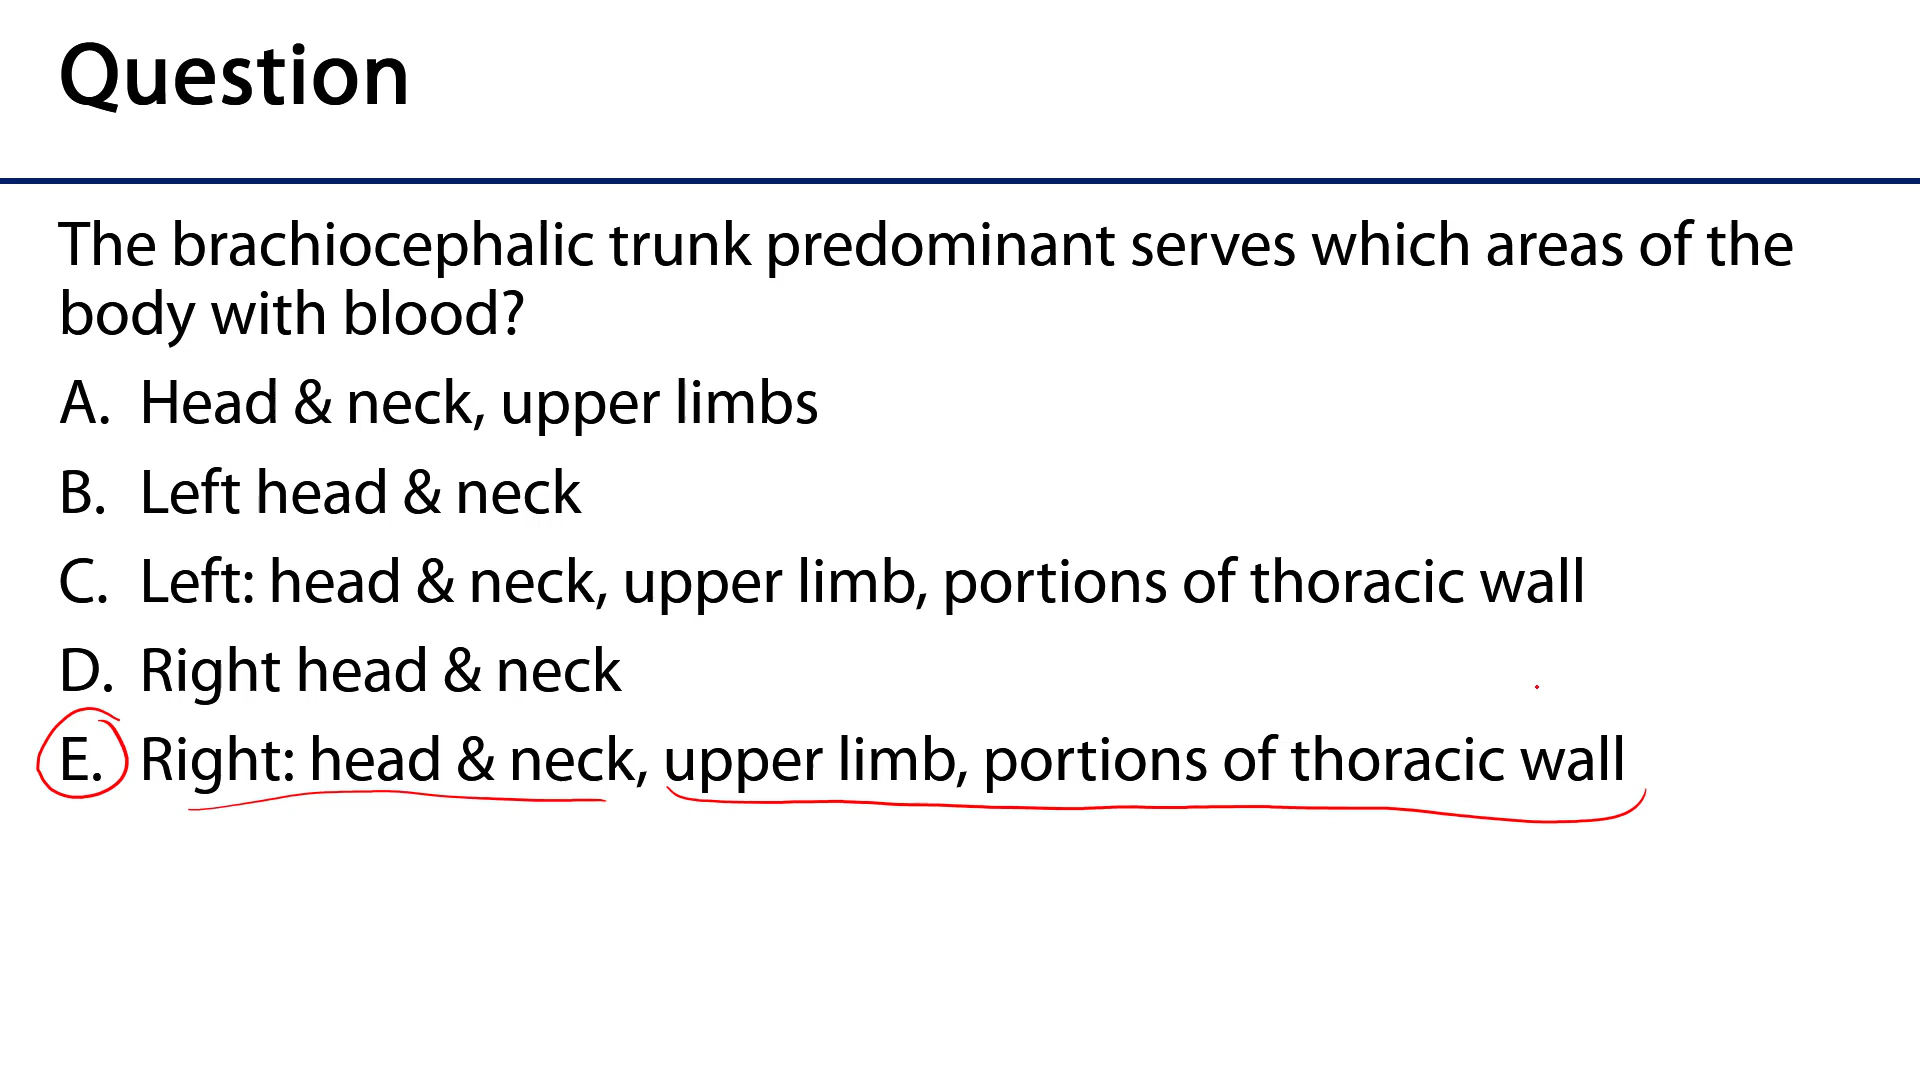 Question
The brachiocephalic trunk predominant serves which areas of the
body with blood?
A. Head & neck, upper limbs
B. Left head & neck
C. Left: head & neck, upper limb, portions of thoracic wall
D. Right head & neck
E. Right: head & neck, upper limb, portions of thoracic wall